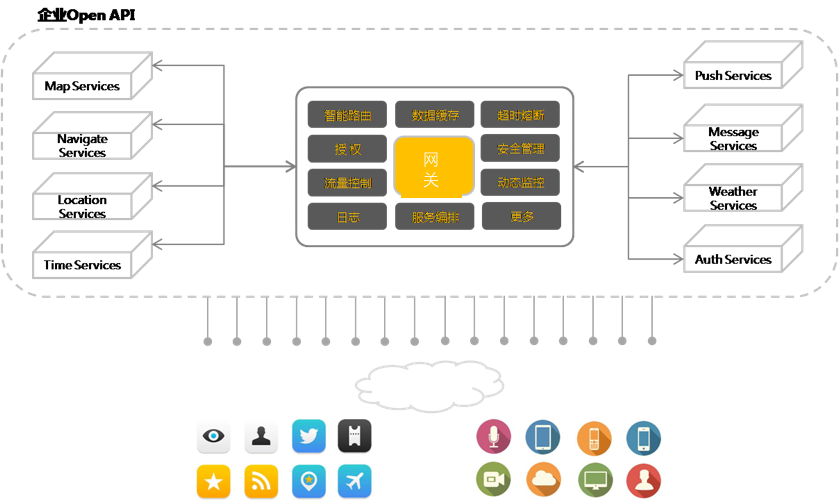 企业Open API
Map Services
Navigate
Services
Location
Services
Time Services
智能路由
数据缓存
超时熔断
授 权
网
关
安全管理
流量控制
动态监控
日志
服务编排
更多
Push Services
Message
Services
Weather
Services
Auth Services